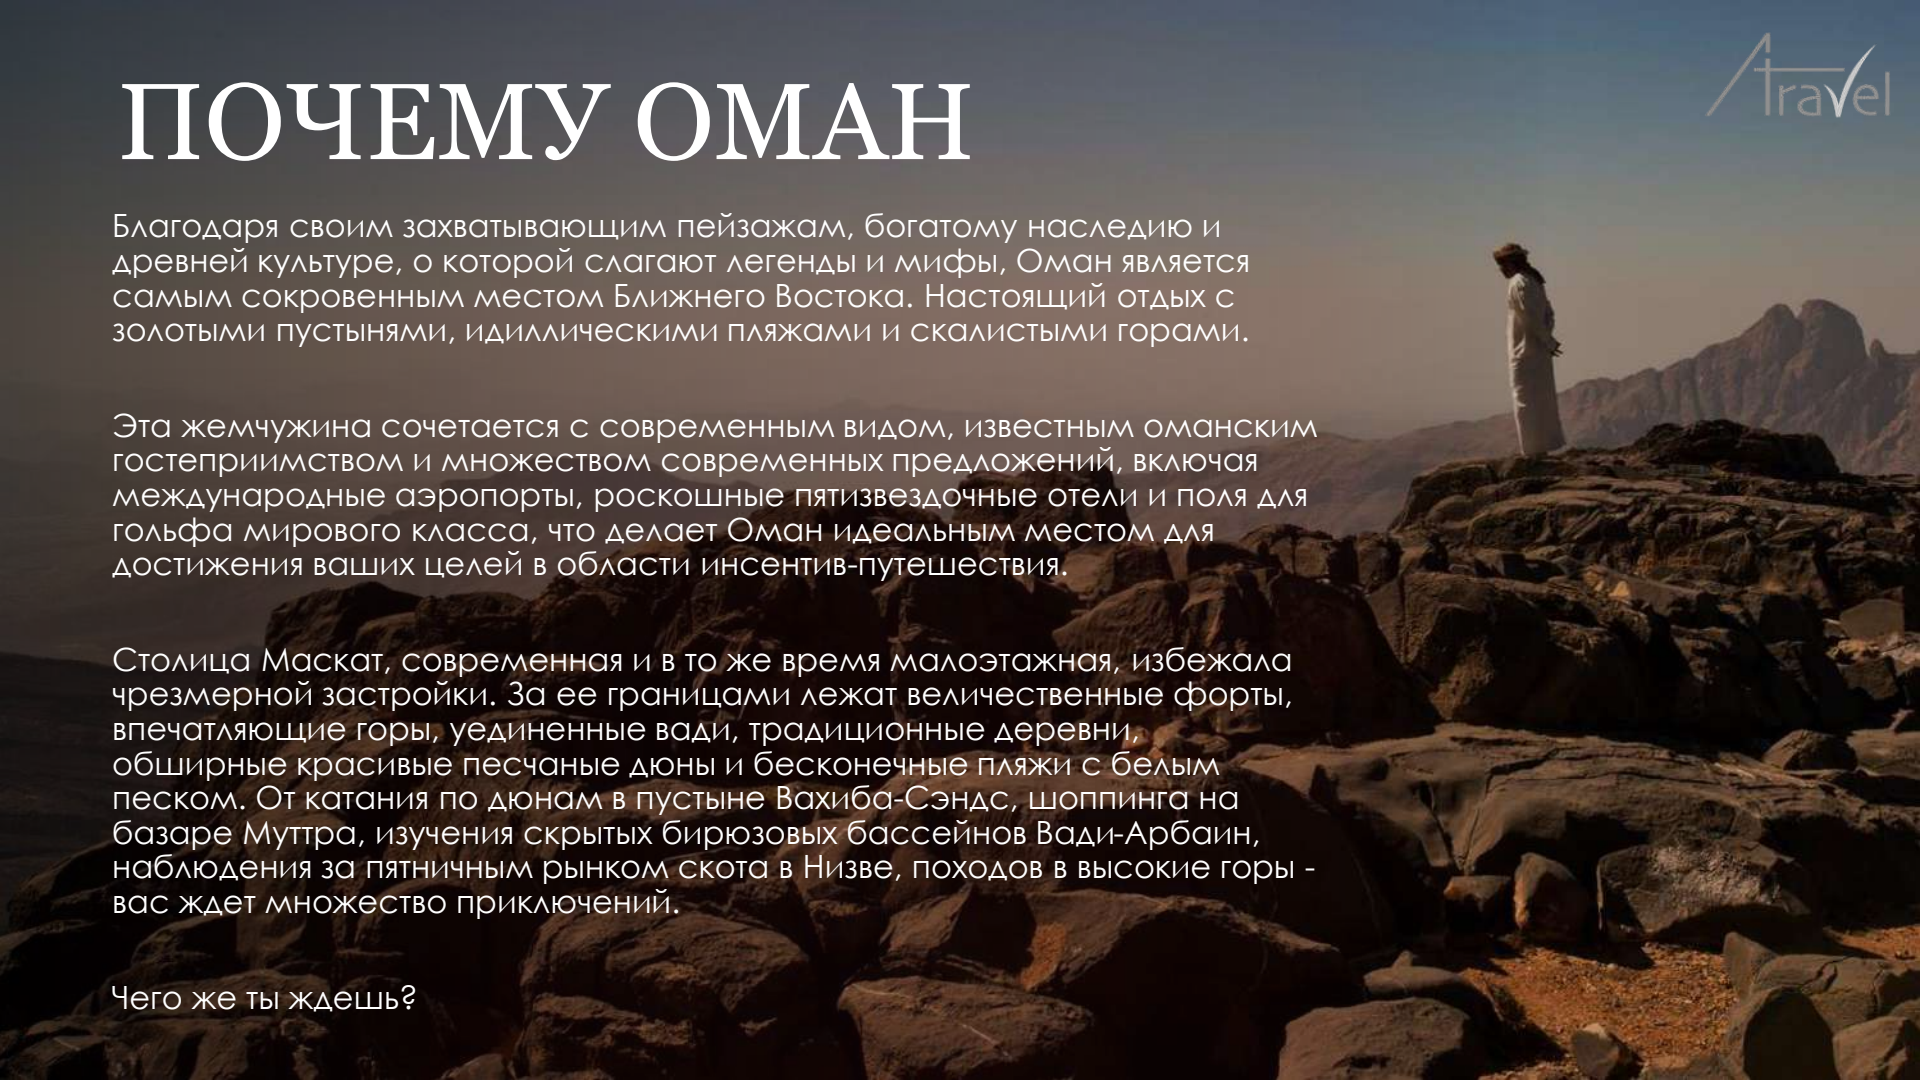 ПОЧЕМУ ОМАН
Atravel
Благодаря своим захватывающим пейзажам, богатому наследию и
древней культуре, о которой слагают легенды и мифы, Оман является
самым сокровенным местом Ближнего Востока. Настоящий отдых с
золотыми пустынями, идиллическими пляжами и скалистыми горами.
Эта жемчужина сочетается с современным видом, известным оманским
гостеприимством и множеством современных предложений, включая
международные аэропорты, роскошные пятизвездочные отели и поля для
гольфа мирового класса, что делает Оман идеальным местом для
достижения ваших целей в области инсентив-путешествия.
Столица Маскат, современная и в то же время малоэтажная, избежала
чрезмерной застройки. За ее границами лежат величественные форты,
впечатляющие горы, уединенные вади, традиционные деревни,
обширные красивые песчаные дюны и бесконечные пляжи с белым
песком. От катания по дюнам в пустыне Вахиба-Сэндс, шоппинга на
базаре Муттра, изучения скрытых бирюзовых бассейнов Вади-Арбаин,
наблюдения за пятничным рынком скота в Низве, походов в высокие горы -
вас ждет множество приключений.
Чего же ты ждешь?